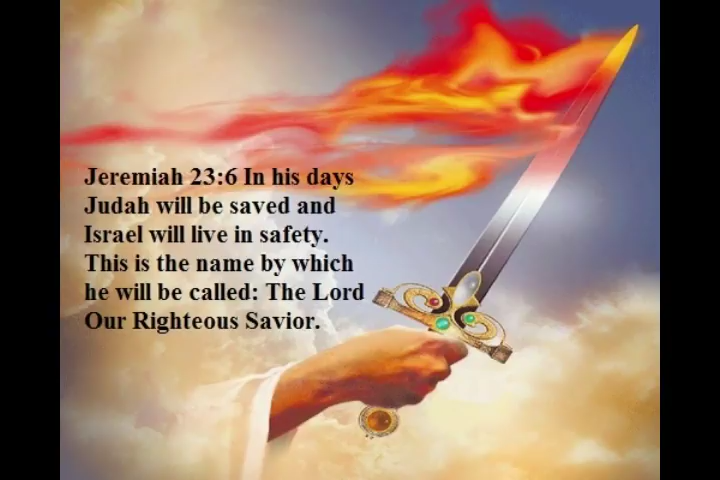 Jeremiah 23:6 In his days
Judah will be saved and
Israel will live in safety.
This is the name by which
he will be called: The Lord
Our Righteous Savior.